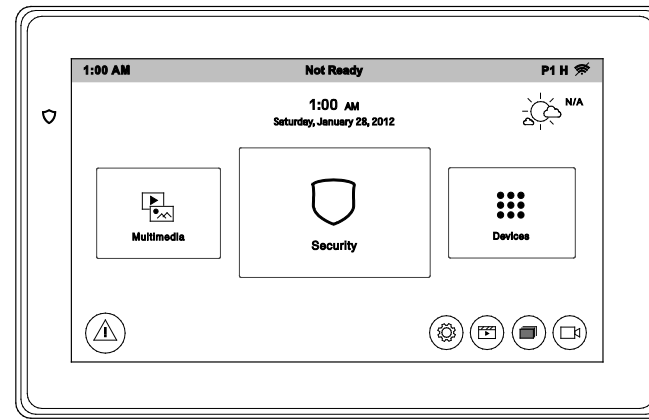 1:00 AM Not Ready P1 H
1:00 AM
Saturday, January 28, 2012
N/A
Multimedia
Security
Devices